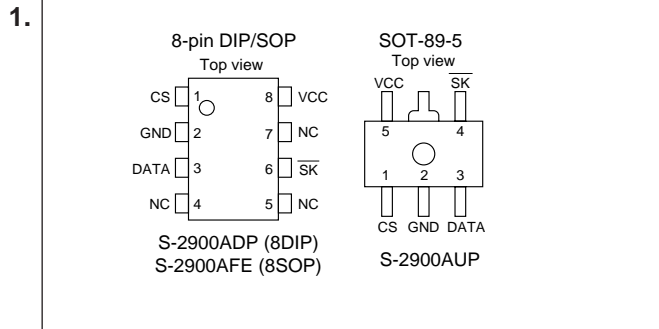 1.
8-pin DIP/SOP
Top view
CS 1 8 VCC
GND 2 7 NC
DATA 3 6 S̅K̅
NC 4 5 NC
S-2900ADP (8DIP)
S-2900AFE (8SOP)
SOT-89-5
Top view
VCC S̅K̅
5 4
1 2 3
CS GND DATA
S-2900AUP